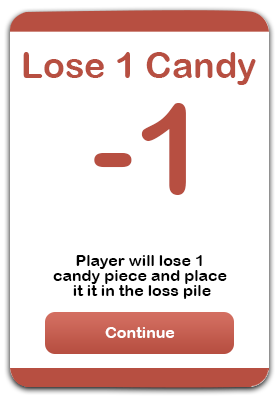 Lose 1 Candy
-1
Player will lose 1
candy piece and place
it it in the loss pile
Continue